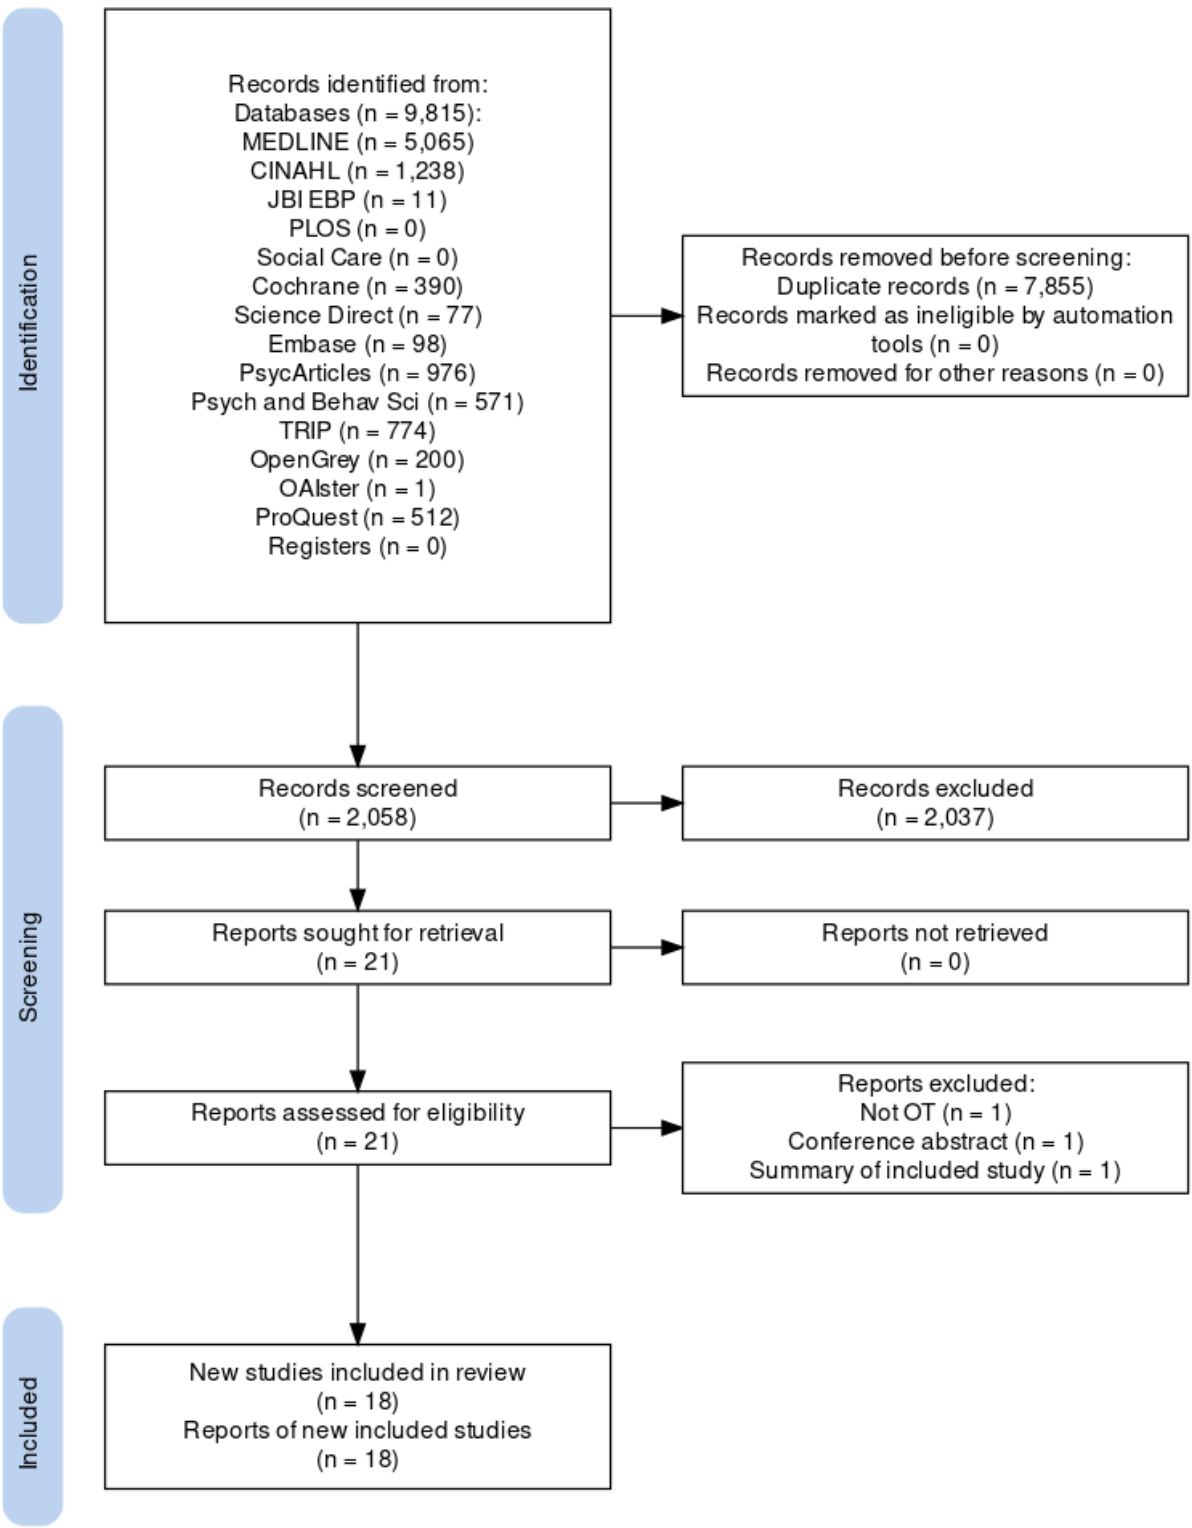 Identification
Records identified from:
Databases (n = 9,815):
MEDLINE (n = 5,065)
CINAHL (n = 1,238)
JBI EBP (n = 11)
PLOS (n = 0)
Social Care (n = 0)
Cochrane (n = 390)
Science Direct (n = 77)
Embase (n = 98)
PsycArticles (n = 976)
Psych and Behav Sci (n = 571)
TRIP (n = 774)
OpenGrey (n = 200)
OAIster (n = 1)
ProQuest (n = 512)
Registers (n = 0)
Records removed before screening:
Duplicate records (n = 7,855)
Records marked as ineligible by automation
tools (n = 0)
Records removed for other reasons (n = 0)
Screening
Records screened
(n = 2,058)
Records excluded
(n = 2,037)
Reports sought for retrieval
(n = 21)
Reports not retrieved
(n = 0)
Reports assessed for eligibility
(n = 21)
Reports excluded:
Not OT (n = 1)
Conference abstract (n = 1)
Summary of included study (n = 1)
Included
New studies included in review
(n = 18)
Reports of new included studies
(n = 18)